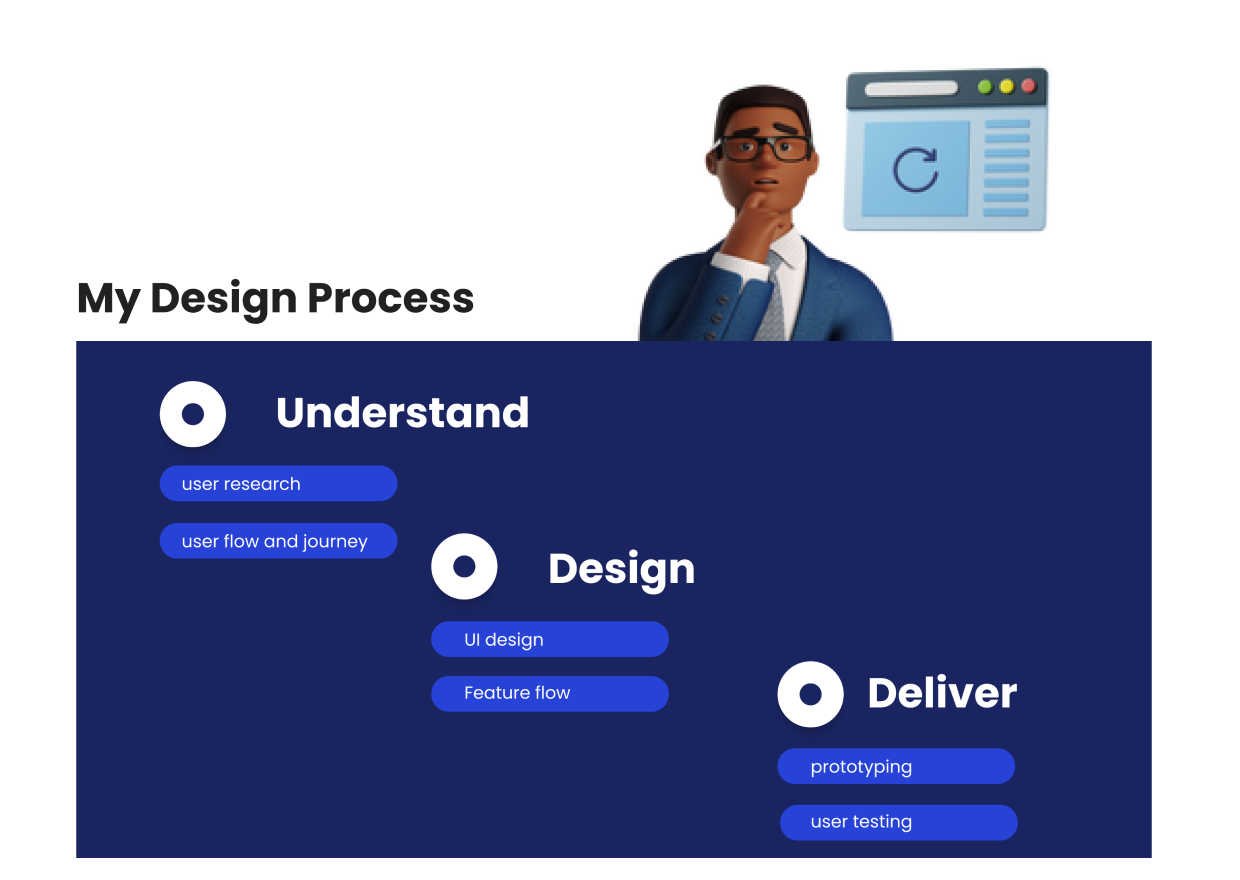 My Design Process
Understand
user research
user flow and journey
Design
UI design
Feature flow
Deliver
prototyping
user testing